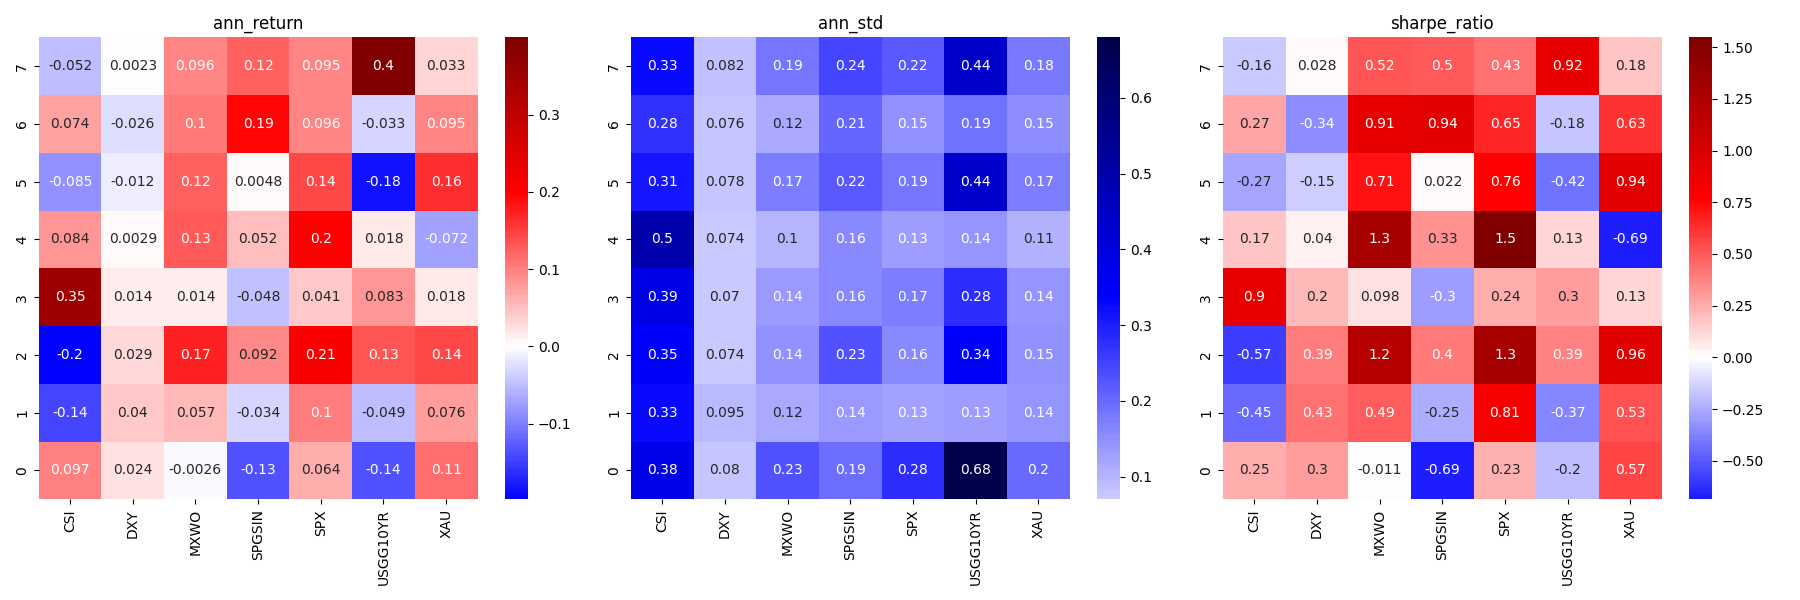 ann_return
7 -0.052 0.0023 0.096 0.12 0.095 0.4 0.033
6 0.074 -0.026 0.1 0.19 0.096 -0.033 0.095
5 -0.085 -0.012 0.12 0.0048 0.14 -0.18 0.16
4 0.084 0.0029 0.13 0.052 0.2 0.018 -0.072
3 0.35 0.014 0.014 -0.048 0.041 0.083 0.018
2 -0.2 0.029 0.17 0.092 0.21 0.13 0.14
1 -0.14 0.04 0.057 -0.034 0.1 -0.049 0.076
0 0.097 0.024 -0.0026 -0.13 0.064 -0.14 0.11
CSI DXY MXWO SPGSIN SPX USGG10YR XAU
0.3
0.2
0.1
0.0
−0.1
ann_std
7 0.33 0.082 0.19 0.24 0.22 0.44 0.18
6 0.28 0.076 0.12 0.21 0.15 0.19 0.15
5 0.31 0.078 0.17 0.22 0.19 0.44 0.17
4 0.5 0.074 0.1 0.16 0.13 0.14 0.11
3 0.39 0.07 0.14 0.16 0.17 0.28 0.14
2 0.35 0.074 0.14 0.23 0.16 0.34 0.15
1 0.33 0.095 0.12 0.14 0.13 0.13 0.14
0 0.38 0.08 0.23 0.19 0.28 0.68 0.2
CSI DXY MXWO SPGSIN SPX USGG10YR XAU
0.6
0.5
0.4
0.3
0.2
0.1
sharpe_ratio
7 -0.16 0.028 0.52 0.5 0.43 0.92 0.18
6 0.27 -0.34 0.91 0.94 0.65 -0.18 0.63
5 -0.27 -0.15 0.71 0.022 0.76 -0.42 0.94
4 0.17 0.04 1.3 0.33 1.5 0.13 -0.69
3 0.9 0.2 0.098 -0.3 0.24 0.3 0.13
2 -0.57 0.39 1.2 0.4 1.3 0.39 0.96
1 -0.45 0.43 0.49 -0.25 0.81 -0.37 0.53
0 0.25 0.3 -0.011 -0.69 0.23 -0.2 0.57
CSI DXY MXWO SPGSIN SPX USGG10YR XAU
1.50
1.25
1.00
0.75
0.50
0.25
0.00
−0.25
−0.50